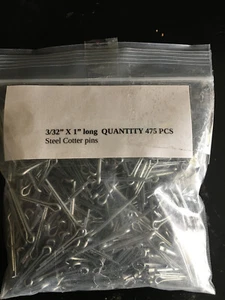 3/32" X 1" long QUANTITY 475 PCS
Steel Cotter pins